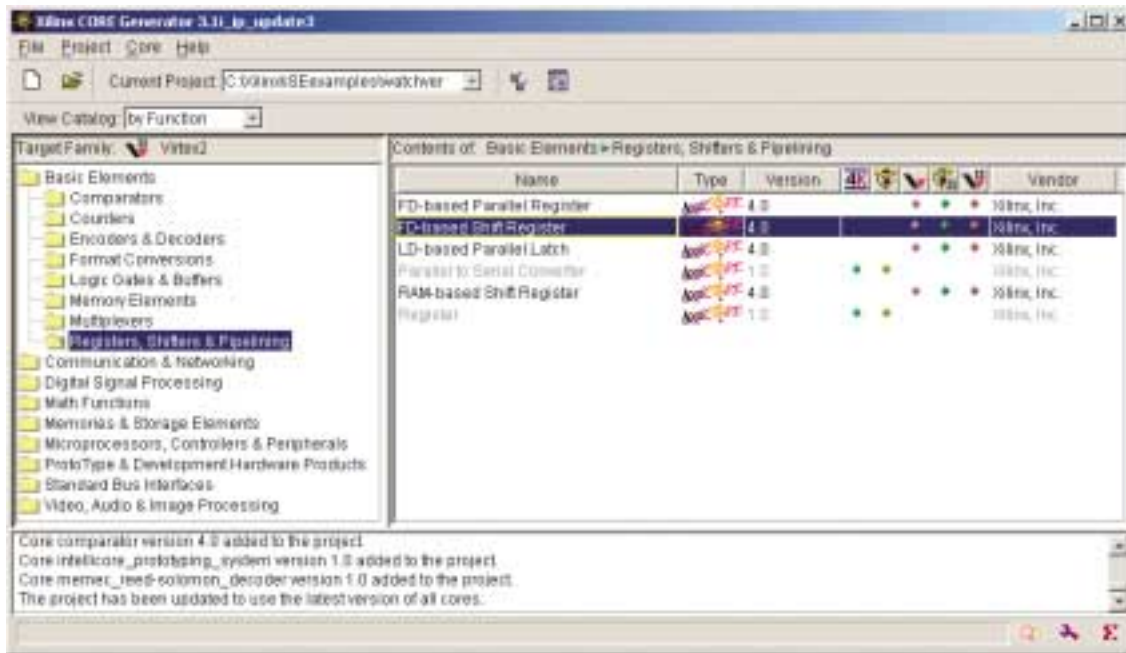 Xilinx CORE Generator 3.1i_ip_update3
File Project Core Help
Current Project: C:\Xilinx\ISEexamples\watchver
View Catalog: by Function
Target Family: Virtex2
Contents of: Basic Elements Registers, Shifters & Pipelining
Basic Elements
Comparators
Counters
Encoders & Decoders
Format Conversions
Logic Gates & Buffers
Memory Elements
Multiplexers
Registers, Shifters & Pipelining
Communication & Networking
Digital Signal Processing
Math Functions
Memories & Storage Elements
Microprocessors, Controllers & Peripherals
ProtoType & Development Hardware Products
Standard Bus Interfaces
Video, Audio & Image Processing
Name Type Version 4K Vendor
FD-based Parallel Register 4.0 Xilinx, Inc.
FD-based Shift Register 4.0 Xilinx, Inc.
LD-based Parallel Latch 4.0 Xilinx, Inc.
Parallel to Serial Converter 1.0 Xilinx, Inc.
RAM-based Shift Register 4.0 Xilinx, Inc.
Register 1.0 Xilinx, Inc.
Core comparator version 4.0 added to the project.
Core intellicore_prototyping_system version 1.0 added to the project.
Core memec_reed-solomon_decoder version 1.0 added to the project.
The project has been updated to use the latest version of all cores.